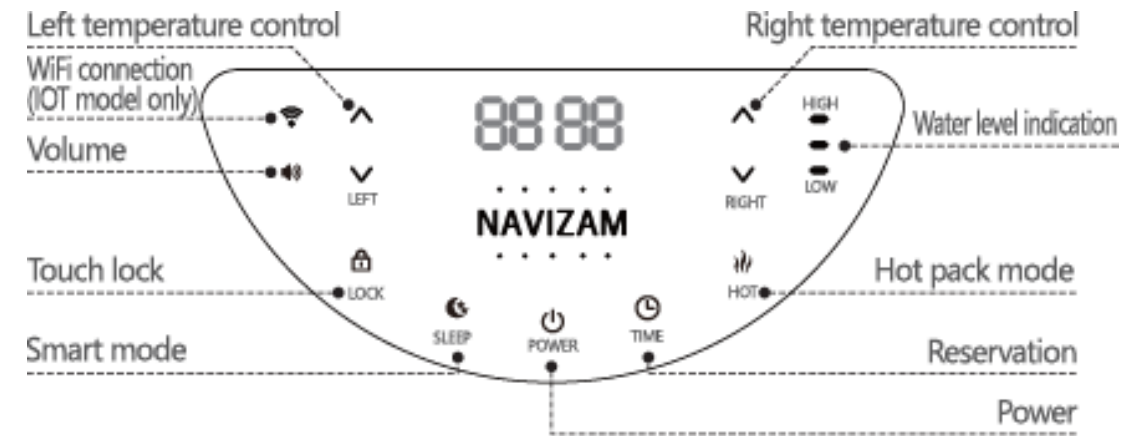 Left temperature control
Right temperature control
WiFi connection
(IOT model only)
HIGH
88 88
Water level indication
Volume
LOW
LEFT
RIGHT
NAVIZAM
Touch lock
Hot pack mode
LOCK
HOT
SLEEP
POWER
TIME
Smart mode
Reservation
Power